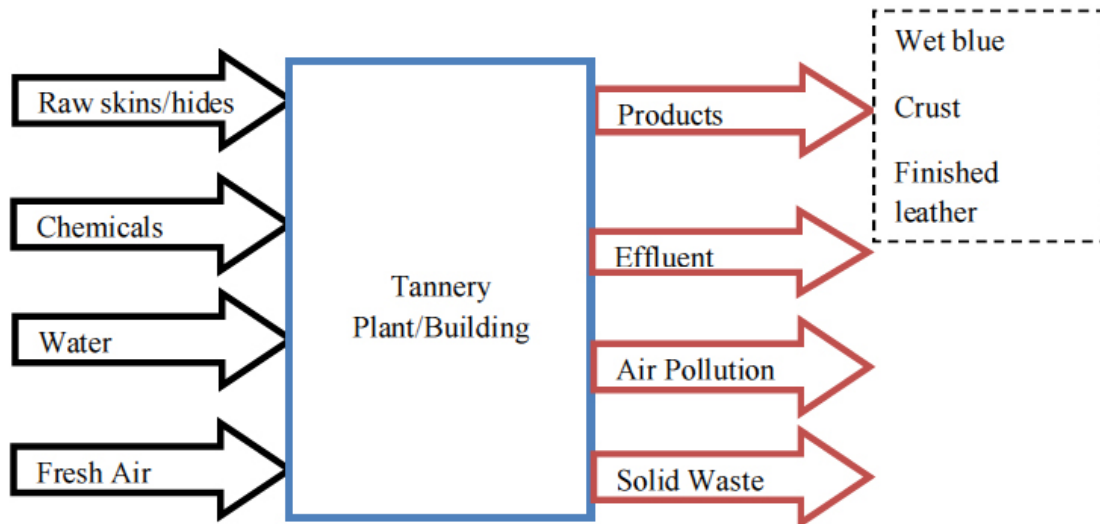 Raw skins/hides
Chemicals
Water
Fresh Air
Tannery
Plant/Building
Products
Effluent
Air Pollution
Solid Waste
Wet blue
Crust
Finished
leather